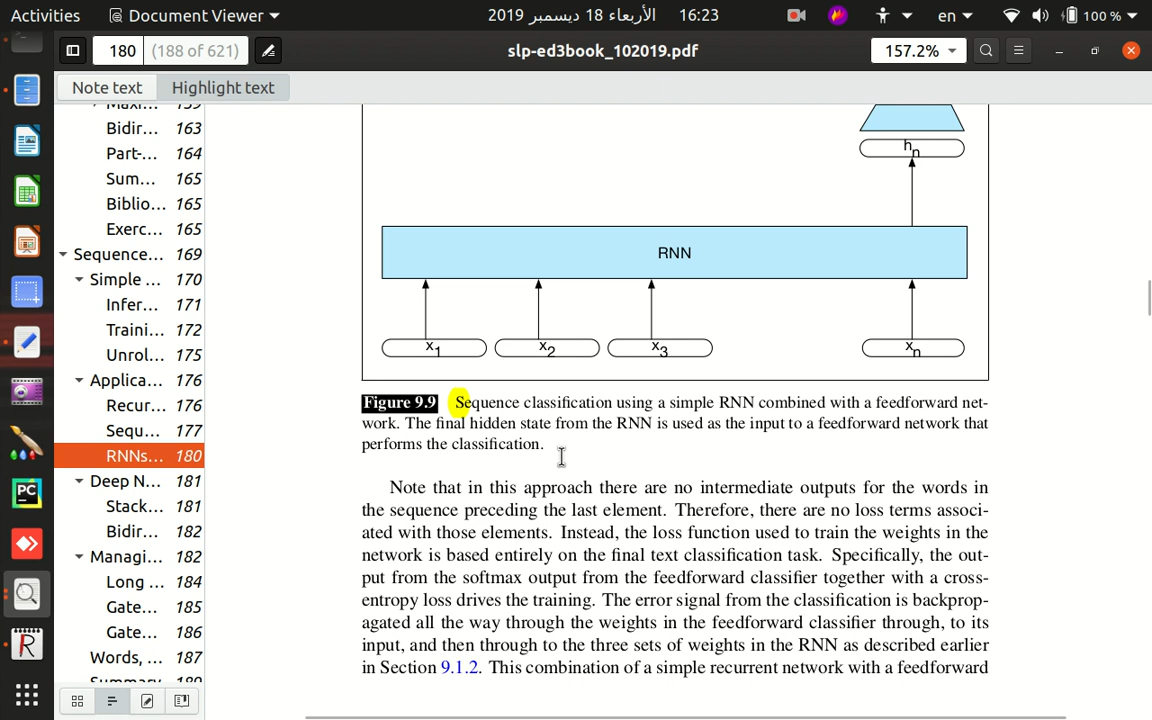 Activities
Document Viewer
الأربعاء 18 ديسمبر 2019 16:23
en
100 %
180 (188 of 621)
slp-ed3book_102019.pdf
157.2%
Note text
Highlight text
Maxi... 159
Bidir... 163
Part-... 164
Sum... 165
Biblio... 165
Exerc... 165
Sequence... 169
Simple ... 170
Infer... 171
Traini... 172
Unrol... 175
Applica... 176
Recur... 176
Sequ... 177
RNNs... 180
Deep N... 181
Stack... 181
Bidir... 182
Managi... 182
Long ... 184
Gate... 185
Gate... 186
Words, ... 187
Summary 189
PC
R
hn
RNN
x1 x2 x3 xn
Figure 9.9 Sequence classification using a simple RNN combined with a feedforward net-
work. The final hidden state from the RNN is used as the input to a feedforward network that
performs the classification.
Note that in this approach there are no intermediate outputs for the words in
the sequence preceding the last element. Therefore, there are no loss terms associ-
ated with those elements. Instead, the loss function used to train the weights in the
network is based entirely on the final text classification task. Specifically, the out-
put from the softmax output from the feedforward classifier together with a cross-
entropy loss drives the training. The error signal from the classification is backprop-
agated all the way through the weights in the feedforward classifier through, to its
input, and then through to the three sets of weights in the RNN as described earlier
in Section 9.1.2. This combination of a simple recurrent network with a feedforward